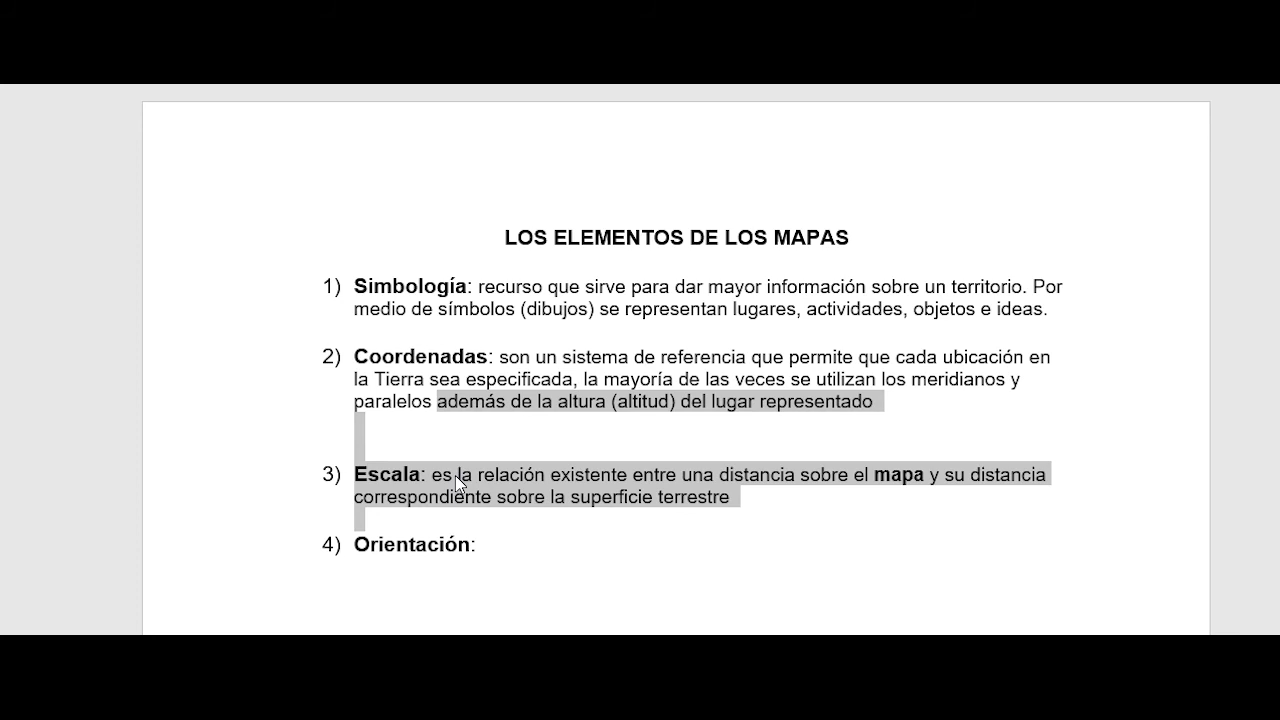 LOS ELEMENTOS DE LOS MAPAS
1) Simbología: recurso que sirve para dar mayor información sobre un territorio. Por
medio de símbolos (dibujos) se representan lugares, actividades, objetos e ideas.
2) Coordenadas: son un sistema de referencia que permite que cada ubicación en
la Tierra sea especificada, la mayoría de las veces se utilizan los meridianos y
paralelos además de la altura (altitud) del lugar representado
3) Escala: es la relación existente entre una distancia sobre el mapa y su distancia
correspondiente sobre la superficie terrestre
4) Orientación: